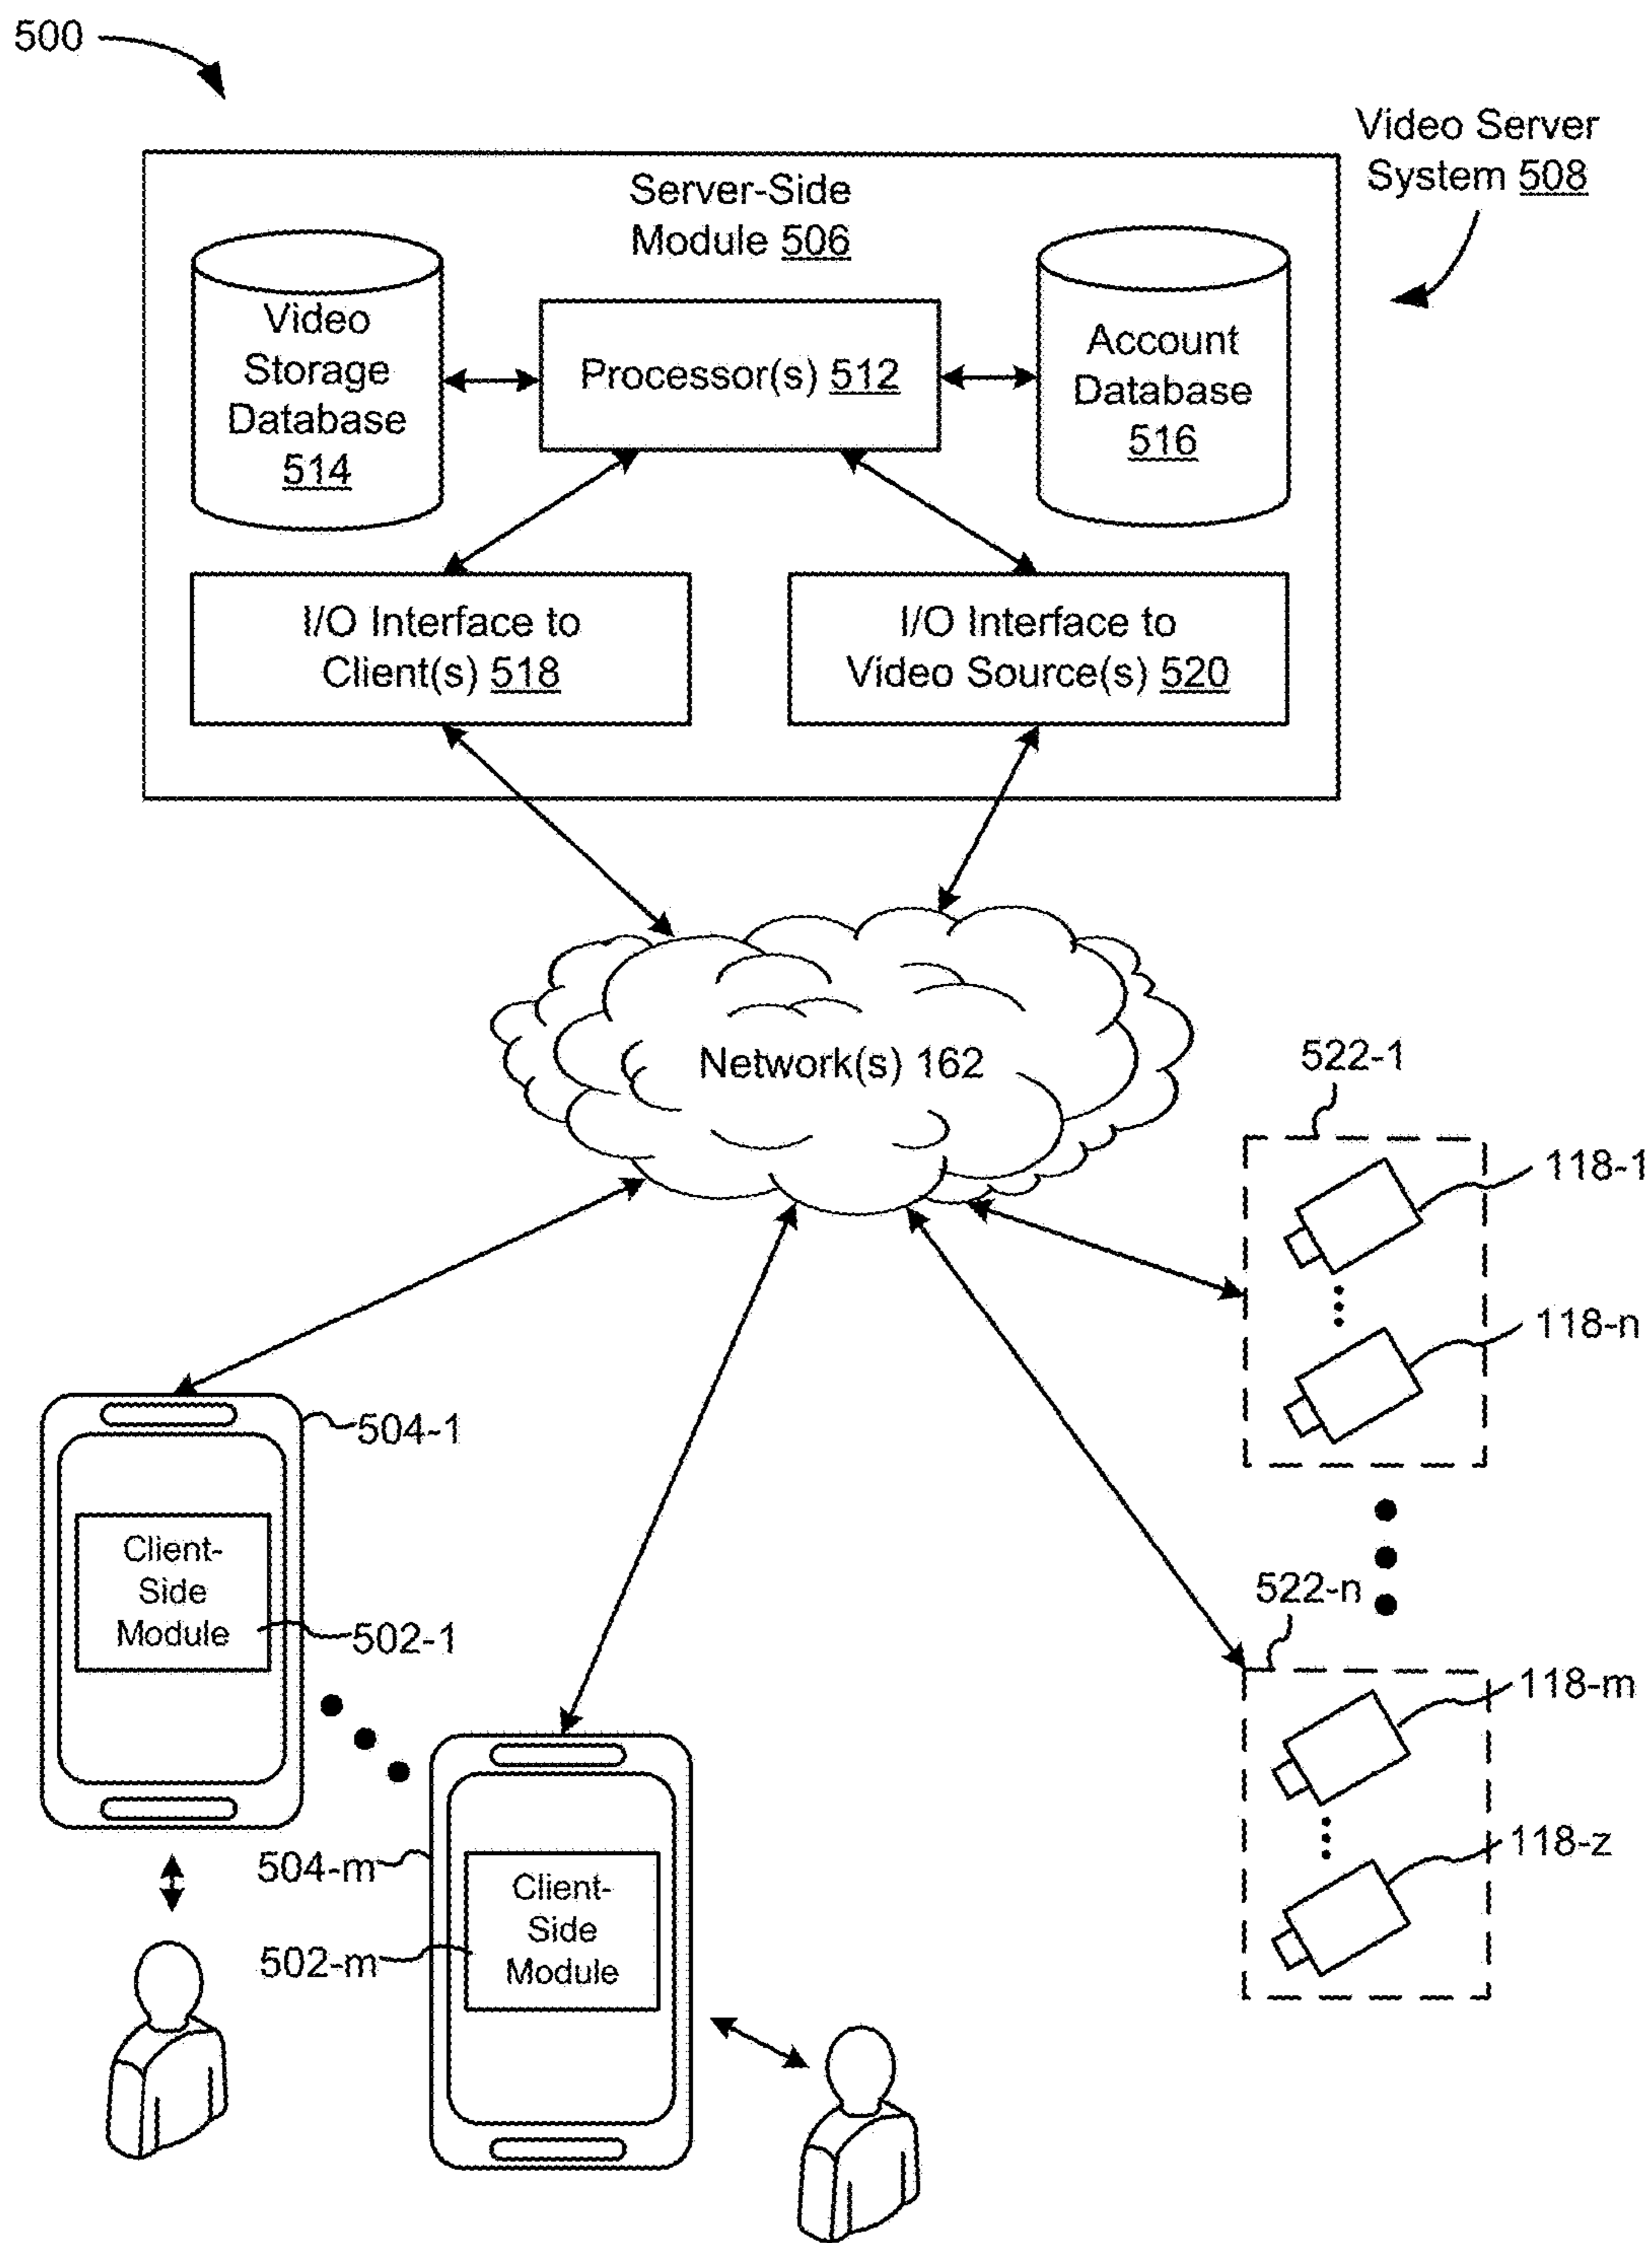 500
Video Server
System 508
Server-Side
Module 506
Video
Storage
Database
514
Processor(s) 512
Account
Database
516
I/O Interface to
Client(s) 518
I/O Interface to
Video Source(s) 520
Network(s) 162
522-1
118-1
118-n
504-1
Client-
Side
Module
502-1
522-n
118-m
118-z
504-m
Client-
Side
Module
502-m